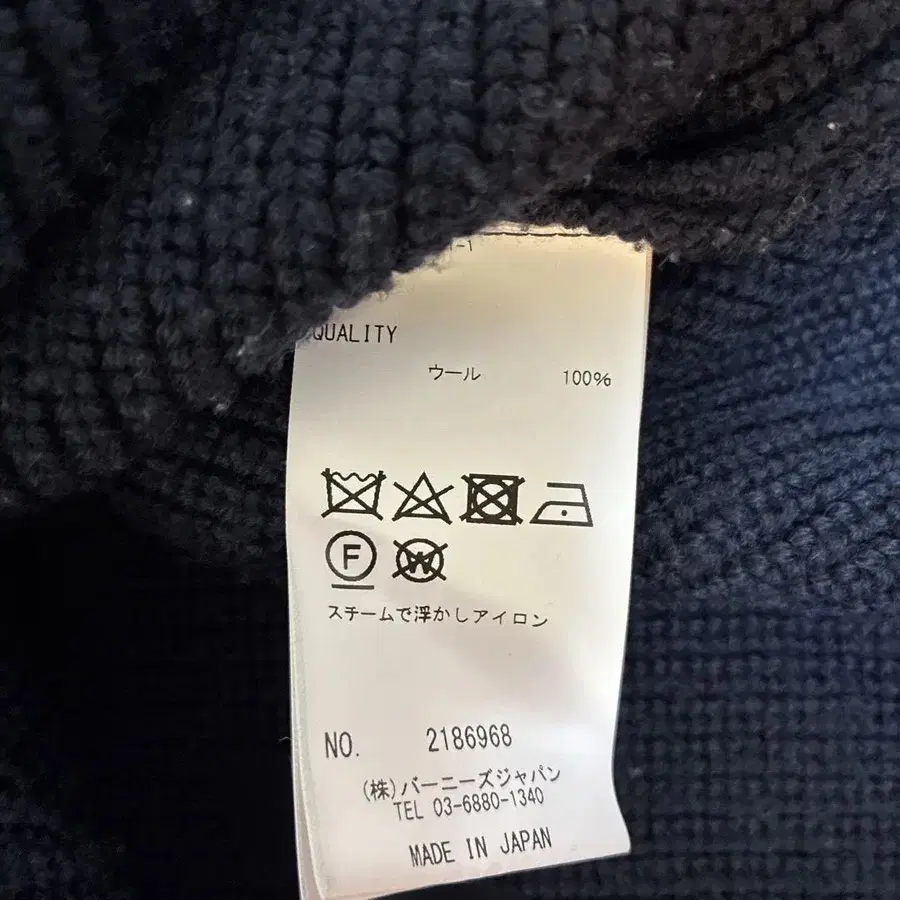 -1
QUALITY
ウール 100%
F W
スチームで浮かしアイロン
NO. 2186968
(株)バーニーズジャパン
TEL 03-6880-1340
MADE IN JAPAN